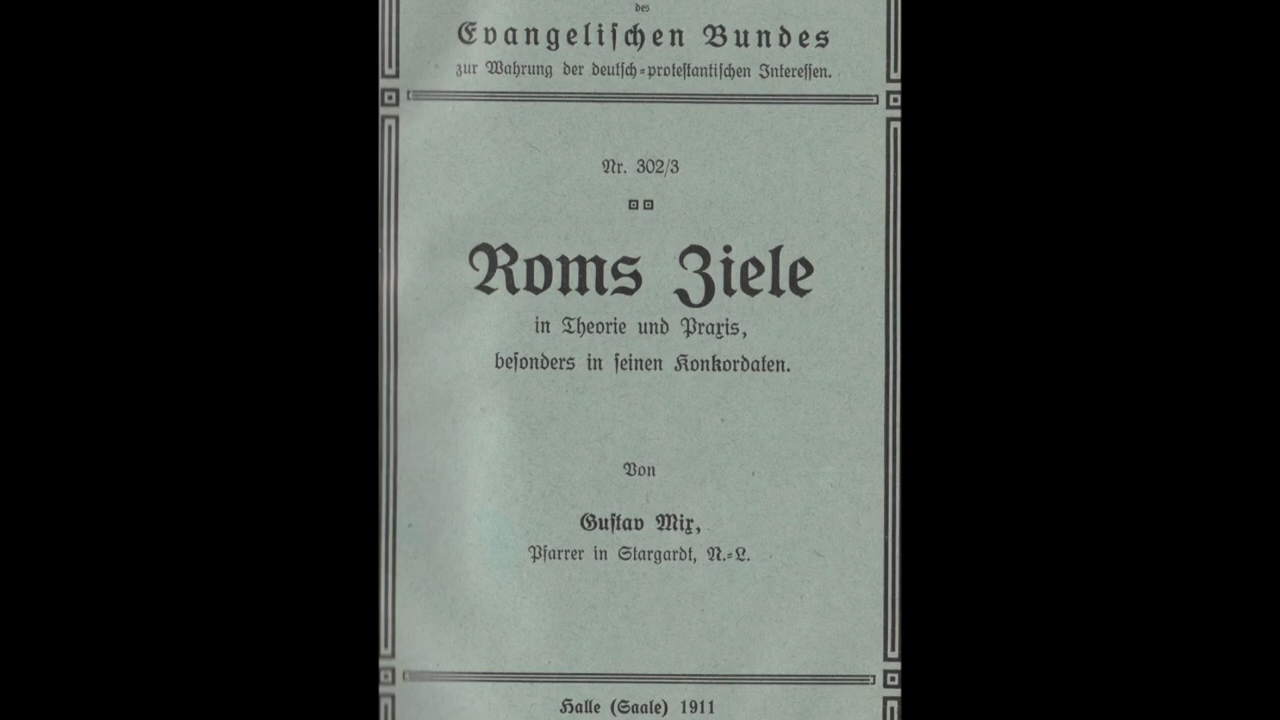 des
Evangelischen Bundes
zur Wahrung der deutsch-protestantischen Interessen.
Nr. 302/3
Roms Ziele
in Theorie und Praxis,
besonders in seinen Konkordaten.
Von
Gustav Mix,
Pfarrer in Stargardt, N.-L.
Halle (Saale) 1911